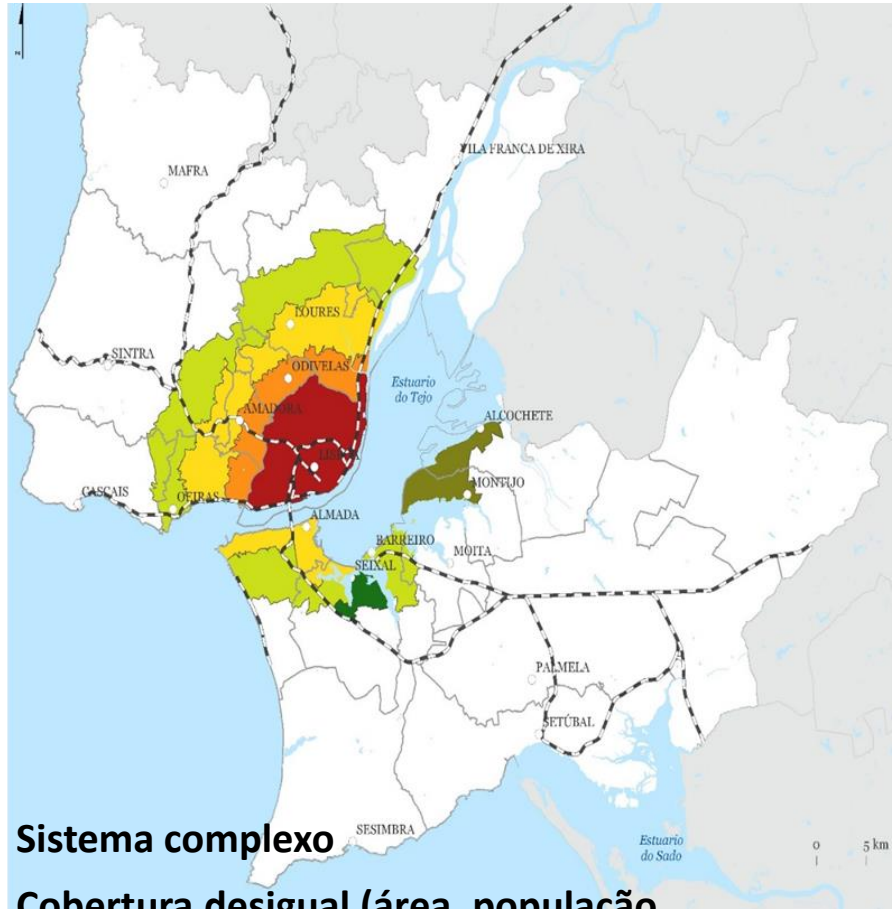 N
VILA FRANCA DE XIRA
MAFRA
LOURES
SINTRA
ODIVELAS
Estuario
do Tejo
AMADORA
ALCOCHETE
LISBOA
MONTIJO
CASCAIS
OEIRAS
ALMADA
BARREIRO
MOITA
SEIXAL
PALMELA
SETÚBAL
Sistema complexo
SESIMBRA
Estuario
do Sado
0 5 km
Cobertura desigual (área, população